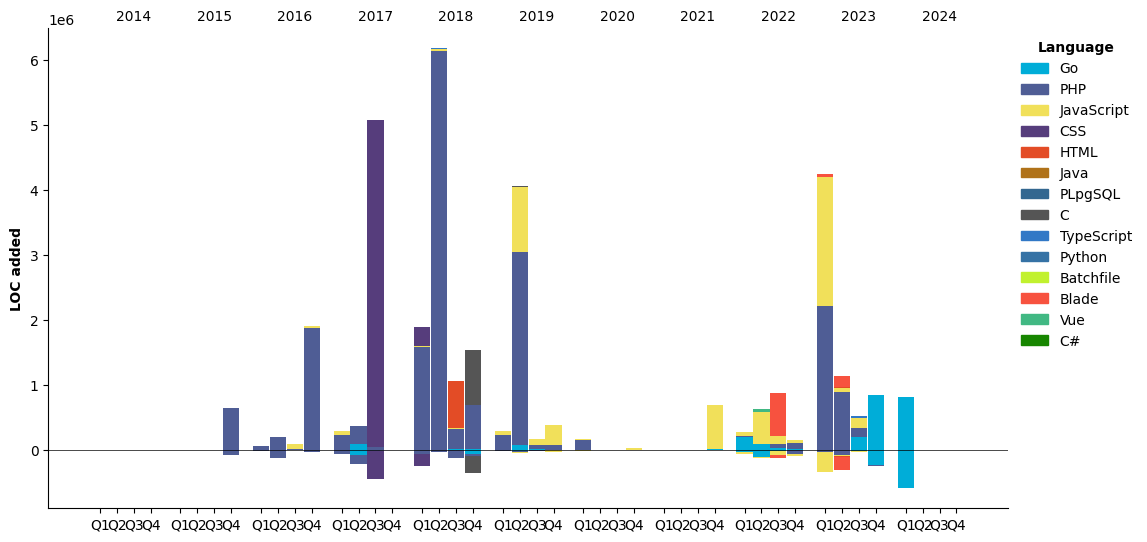 1e6
2014 2015 2016 2017 2018 2019 2020 2021 2022 2023 2024
LOC added
6
5
4
3
2
1
0
Q1Q2Q3Q4 Q1Q2Q3Q4 Q1Q2Q3Q4 Q1Q2Q3Q4 Q1Q2Q3Q4 Q1Q2Q3Q4 Q1Q2Q3Q4 Q1Q2Q3Q4 Q1Q2Q3Q4 Q1Q2Q3Q4 Q1Q2Q3Q4
Language
Go
PHP
JavaScript
CSS
HTML
Java
PLpgSQL
C
TypeScript
Python
Batchfile
Blade
Vue
C#